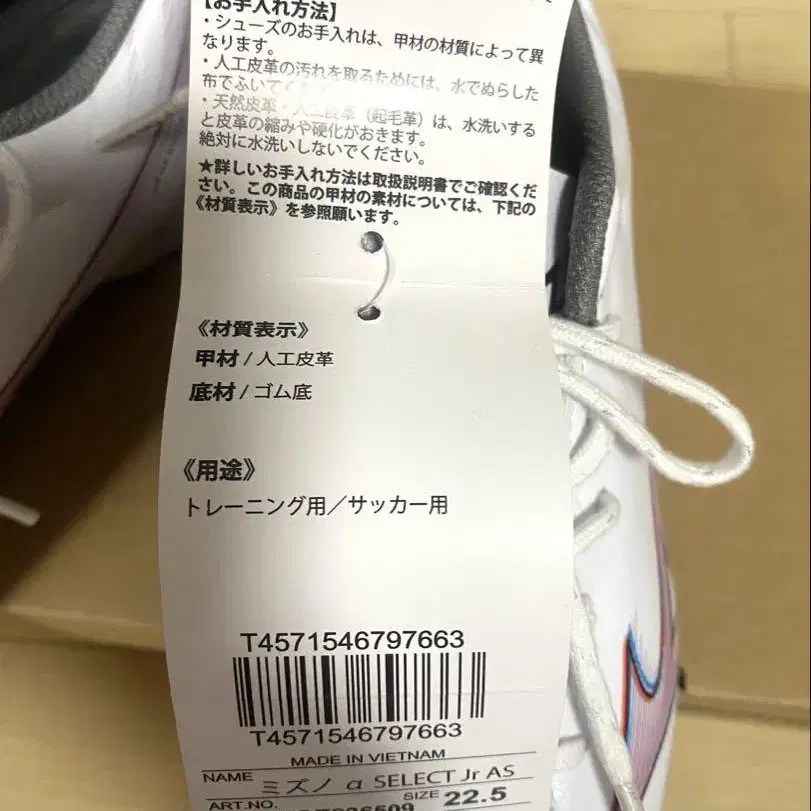 【お手入れ方法】
・シューズのお手入れは、甲材の材質によって異
なります。
・人工皮革の汚れを取るためには、水でぬらした
布でふいてく
・天然皮革・人工皮革（起毛革）は、水洗いする
と皮革の縮みや硬化がおきます。
絶対に水洗いしないでください。
★詳しいお手入れ方法は取扱説明書でご確認くだ
さい。この商品の甲材の素材については、下記の
《材質表示》を参照願います。
《材質表示》
甲材 / 人工皮革
底材 / ゴム底
《用途》
トレーニング用／サッカー用
T4571546797663
T4571546797663
MADE IN VIETNAM
NAME ミズノ α SELECT Jr AS
ART.NO. SIZE 22.5